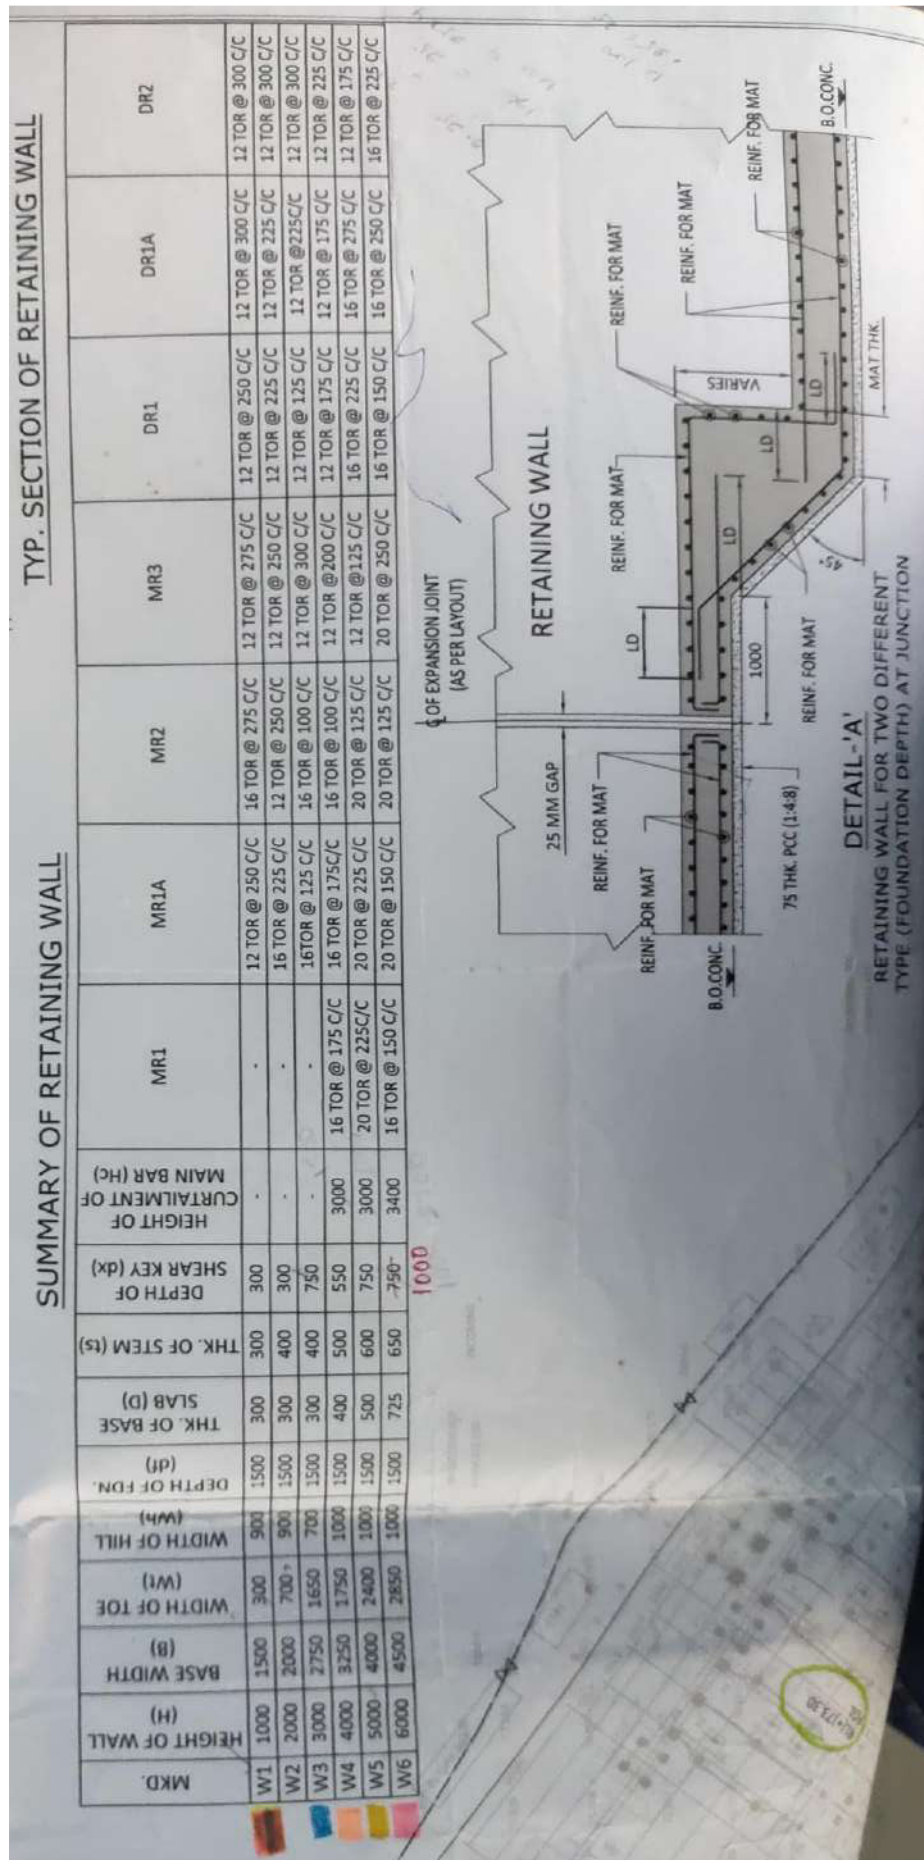 SUMMARY OF RETAINING WALL
TYP. SECTION OF RETAINING WALL
MKD. HEIGHT OF WALL (H) BASE WIDTH (B) WIDTH OF TOE (Wt) WIDTH OF HILL (Wh) DEPTH OF FDN. (df) THK. OF BASE SLAB (D) THK. OF STEM (ts) DEPTH OF SHEAR KEY (dx) HEIGHT OF CURTAILMENT OF MAIN BAR (Hc) MR1 MR1A MR2 MR3 DR1 DR1A DR2
W1 1000 1500 300 900 1500 300 300 300 - - 12 TOR @ 250 C/C 16 TOR @ 275 C/C 12 TOR @ 275 C/C 12 TOR @ 250 C/C 12 TOR @ 300 C/C 12 TOR @ 300 C/C
W2 2000 2000 700 900 1500 300 400 300 - - 16 TOR @ 225 C/C 12 TOR @ 250 C/C 12 TOR @ 250 C/C 12 TOR @ 225 C/C 12 TOR @ 225 C/C 12 TOR @ 300 C/C
W3 3000 2750 1650 700 1500 300 400 750 - - 16TOR @ 125 C/C 16 TOR @ 100 C/C 12 TOR @ 300 C/C 12 TOR @ 125 C/C 12 TOR @225C/C 12 TOR @ 300 C/C
W4 4000 3250 1750 1000 1500 400 500 550 3000 16 TOR @ 175 C/C 16 TOR @ 175C/C 16 TOR @ 100 C/C 12 TOR @200 C/C 12 TOR @ 175 C/C 12 TOR @ 175 C/C 12 TOR @ 225 C/C
W5 5000 4000 2400 1000 1500 500 600 750 3000 20 TOR @ 225C/C 20 TOR @ 225 C/C 20 TOR @ 125 C/C 12 TOR @125 C/C 16 TOR @ 225 C/C 16 TOR @ 275 C/C 12 TOR @ 175 C/C
W6 6000 4500 2850 1000 1500 725 650 750 3400 16 TOR @ 150 C/C 20 TOR @ 150 C/C 20 TOR @ 125 C/C 20 TOR @ 250 C/C 16 TOR @ 150 C/C 16 TOR @ 250 C/C 16 TOR @ 225 C/C
1000
℄ OF EXPANSION JOINT
(AS PER LAYOUT)
RETAINING WALL
25 MM GAP
REINF. FOR MAT
REINF. FOR MAT
B.O.CONC.
75 THK. PCC (1:4:8)
LD
1000
LD
REINF. FOR MAT
REINF. FOR MAT
REINF. FOR MAT
VARIES
LD
LD
45°
MAT THK.
REINF. FOR MAT
REINF. FOR MAT
B.O.CONC.
DETAIL-'A'
RETAINING WALL FOR TWO DIFFERENT
TYPE (FOUNDATION DEPTH) AT JUNCTION